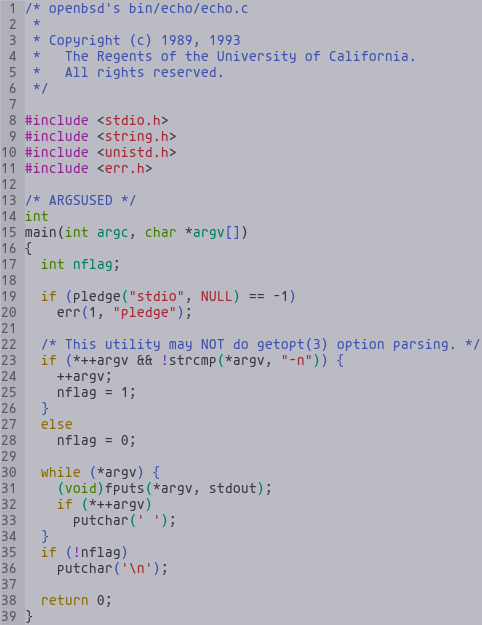 1 /* openbsd's bin/echo/echo.c
2  *
3  * Copyright (c) 1989, 1993
4  *   The Regents of the University of California.
5  *   All rights reserved.
6  */
7
8 #include <stdio.h>
9 #include <string.h>
10 #include <unistd.h>
11 #include <err.h>
12
13 /* ARGSUSED */
14 int
15 main(int argc, char *argv[])
16 {
17   int nflag;
18
19   if (pledge("stdio", NULL) == -1)
20     err(1, "pledge");
21
22   /* This utility may NOT do getopt(3) option parsing. */
23   if (*++argv && !strcmp(*argv, "-n")) {
24     ++argv;
25     nflag = 1;
26   }
27   else
28     nflag = 0;
29
30   while (*argv) {
31     (void)fputs(*argv, stdout);
32     if (*++argv)
33       putchar(' ');
34   }
35   if (!nflag)
36     putchar('\n');
37
38   return 0;
39 }